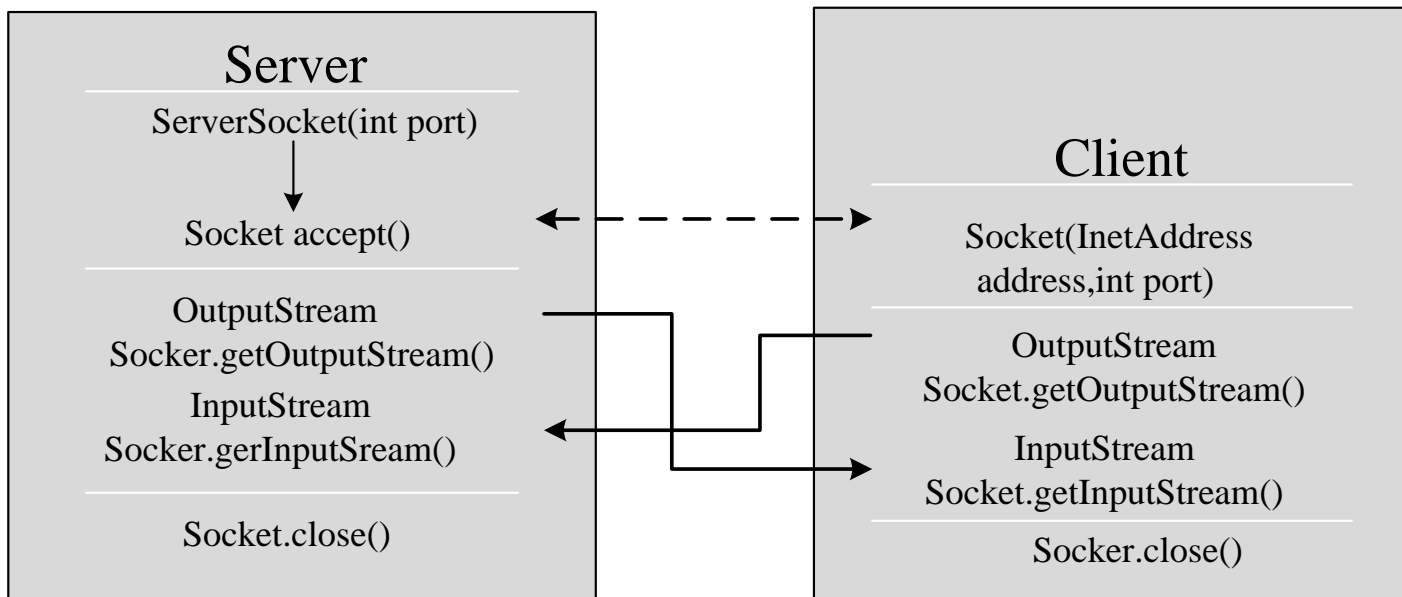 Server
ServerSocket(int port)
Socket accept()
OutputStream
Socker.getOutputStream()
InputStream
Socker.gerInputSream()
Socket.close()
Client
Socket(InetAddress
address,int port)
OutputStream
Socket.getOutputStream()
InputStream
Socket.getInputStream()
Socker.close()